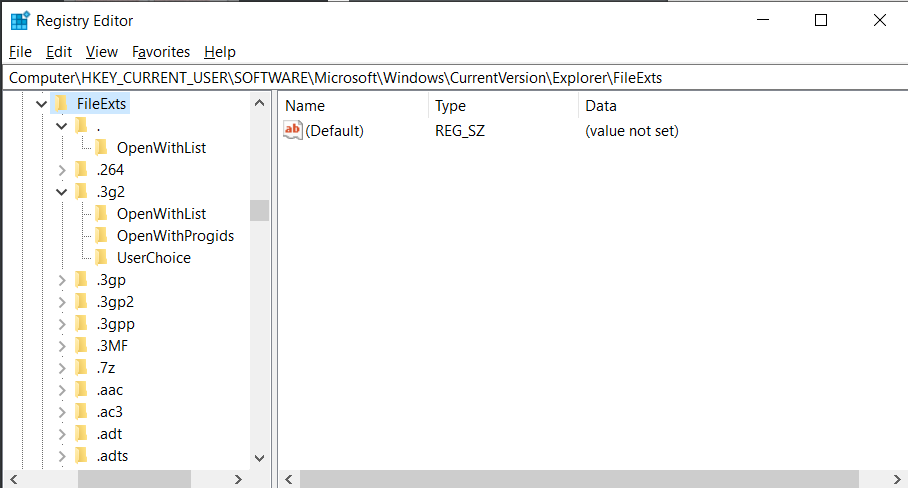 Registry Editor
File Edit View Favorites Help
Computer\HKEY_CURRENT_USER\SOFTWARE\Microsoft\Windows\CurrentVersion\Explorer\FileExts
FileExts
.
OpenWithList
.264
.3g2
OpenWithList
OpenWithProgids
UserChoice
.3gp
.3gp2
.3gpp
.3MF
.7z
.aac
.ac3
.adt
.adts
Name Type Data
ab (Default) REG_SZ (value not set)